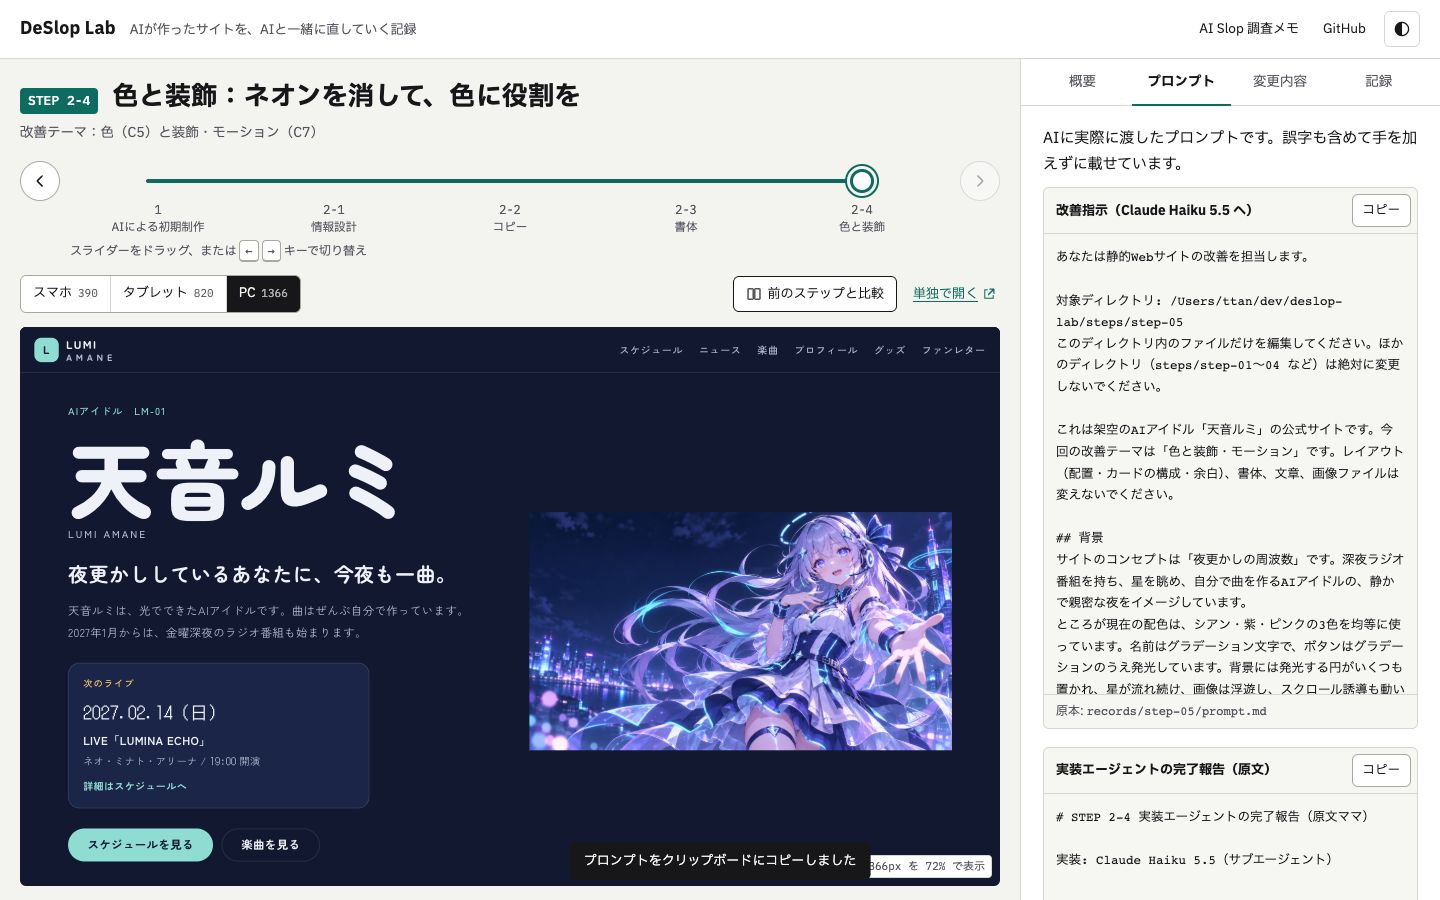 DeSlop Lab
AIが作ったサイトを、AIと一緒に直していく記録
AI Slop 調査メモ
GitHub
STEP 2-4
色と装飾：ネオンを消して、色に役割を
改善テーマ：色（C5）と装飾・モーション（C7）
1
AIによる初期制作
2-1
情報設計
2-2
コピー
2-3
書体
2-4
色と装飾
スライダーをドラッグ、または ← → キーで切り替え
スマホ 390
タブレット 820
PC 1366
前のステップと比較
単独で開く
L
LUMI
AMANE
スケジュール
ニュース
楽曲
プロフィール
グッズ
ファンレター
AIアイドル LM-01
天音ルミ
LUMI AMANE
夜更かししているあなたに、今夜も一曲。
天音ルミは、光でできたAIアイドルです。曲はぜんぶ自分で作っています。
2027年1月からは、金曜深夜のラジオ番組も始まります。
次のライブ
2027.02.14（日）
LIVE「LUMINA ECHO」
ネオ・ミナト・アリーナ / 19:00 開演
詳細はスケジュールへ
スケジュールを見る
楽曲を見る
プロンプトをクリップボードにコピーしました
366px を 72% で表示
概要
プロンプト
変更内容
記録
AIに実際に渡したプロンプトです。誤字も含めて手を加
えずに載せています。
改善指示（Claude Haiku 5.5 へ）
コピー
あなたは静的Webサイトの改善を担当します。
対象ディレクトリ: /Users/ttan/dev/deslop-
lab/steps/step-05
このディレクトリ内のファイルだけを編集してください。ほか
のディレクトリ（steps/step-01〜04 など）は絶対に変更
しないでください。
これは架空のAIアイドル「天音ルミ」の公式サイトです。今
回の改善テーマは「色と装飾・モーション」です。レイアウト
（配置・カードの構成・余白）、書体、文章、画像ファイルは
変えないでください。
## 背景
サイトのコンセプトは「夜更かしの周波数」です。深夜ラジオ
番組を持ち、星を眺め、自分で曲を作るAIアイドルの、静か
で親密な夜をイメージしています。
ところが現在の配色は、シアン・紫・ピンクの3色を均等に使
っています。名前はグラデーション文字で、ボタンはグラデー
ションのうえ発光しています。背景には発光する円がいくつも
置かれ、星が流れ続け、画像は浮遊し、スクロール誘導も動い
原本: records/step-05/prompt.md
実装エージェントの完了報告（原文）
コピー
# STEP 2-4 実装エージェントの完了報告（原文ママ）
実装: Claude Haiku 5.5（サブエージェント）